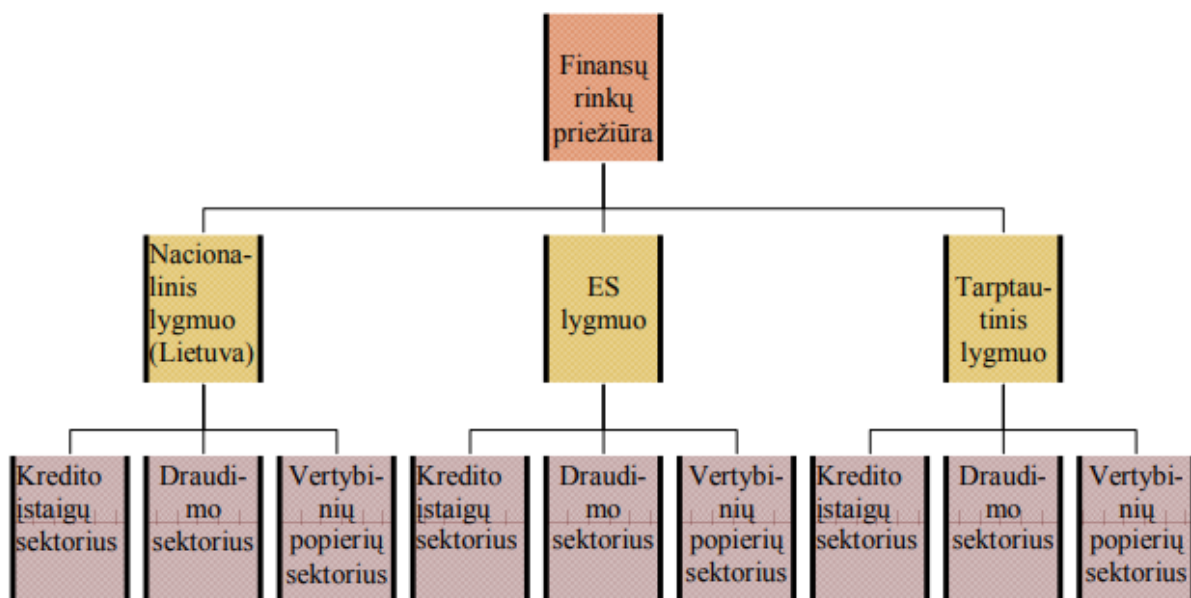 Finansų
rinkų
priežiūra
Naciona-
linis
lygmuo
(Lietuva)
ES
lygmuo
Tarptau-
tinis
lygmuo
Kredito
įstaigų
sektorius
Draudi-
mo
sektorius
Vertybi-
nių
popierių
sektorius
Kredito
įstaigų
sektorius
Draudi-
mo
sektorius
Vertybi-
nių
popierių
sektorius
Kredito
įstaigų
sektorius
Draudi-
mo
sektorius
Vertybi-
nių
popierių
sektorius